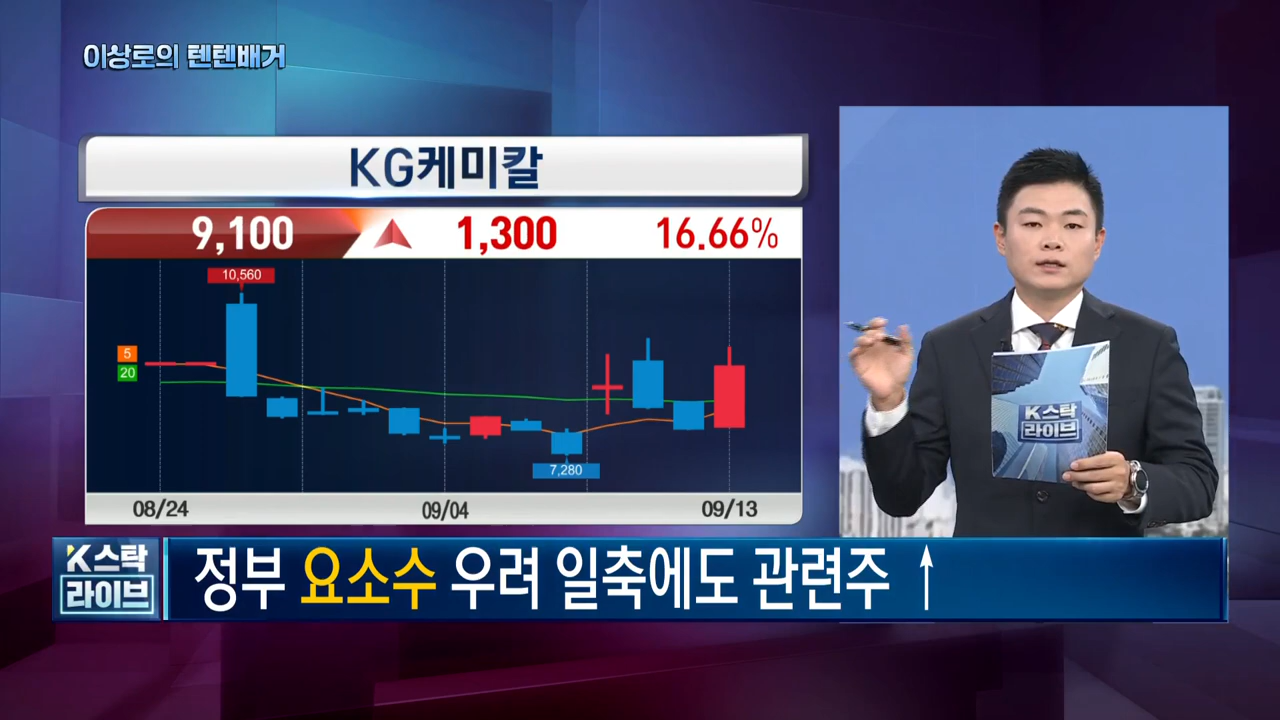 이상로의 텐텐배거
KG케미칼
9,100 1,300 16.66%
10,560
5
20
7,280
08/24 09/04 09/13
K스탁
라이브
K스탁
라이브
정부 요소수 우려 일축에도 관련주 ↑